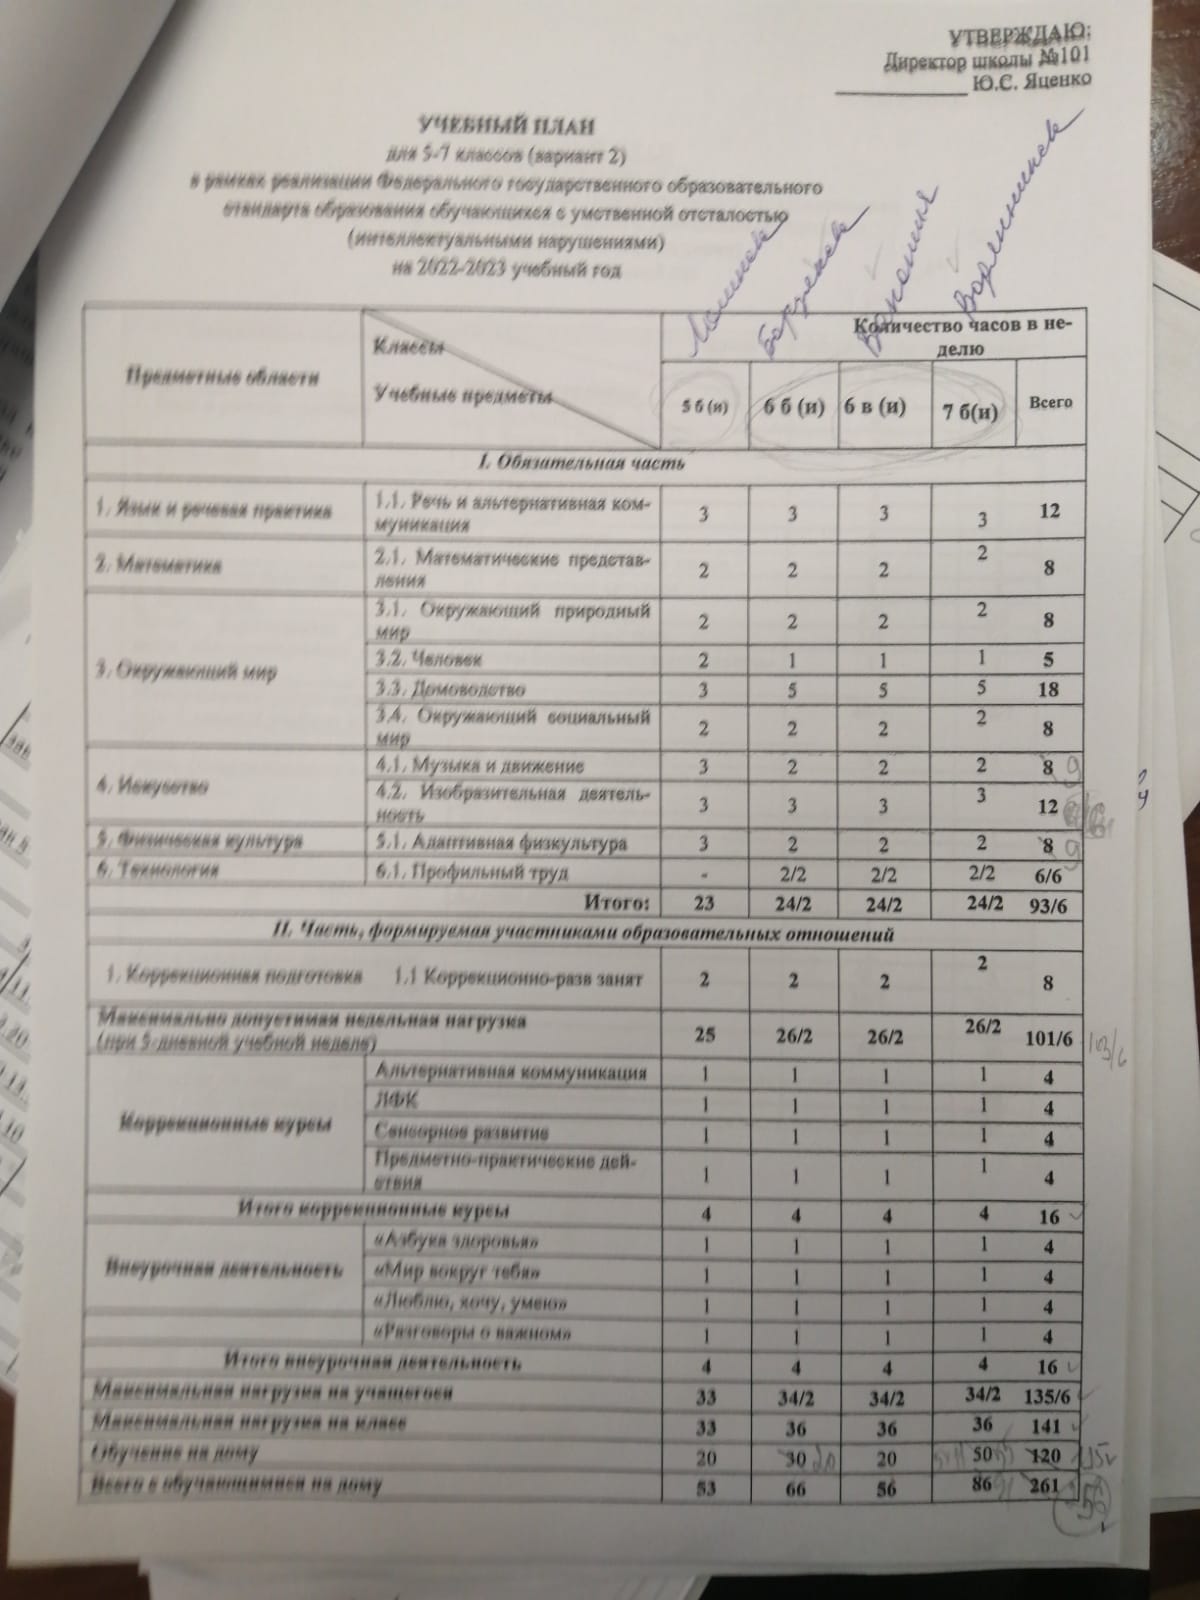 УТВЕРЖДАЮ:
Директор школы №101
Ю.С. Яценко
УЧЕБНЫЙ ПЛАН
для 5-7 классов (вариант 2)
в рамках реализации Федерального государственного образовательного
стандарта образования обучающихся с умственной отсталостью
(интеллектуальными нарушениями)
на 2022-2023 учебный год
Предметные области
Классы
Учебные предметы
Количество часов в не-
делю
5 б (и) 6 б (и) 6 в (и) 7 б(и) Всего
I. Обязательная часть
1. Язык и речевая практика 1.1. Речь и альтернативная ком-
муникация 3 3 3 3 12
2. Математика 2.1. Математические представ-
ления 2 2 2 2 8
3. Окружающий мир 3.1. Окружающий природный
мир 2 2 2 2 8
3.2. Человек 2 1 1 1 5
3.3. Домоводство 3 5 5 5 18
3.4. Окружающий социальный
мир 2 2 2 2 8
4. Искусство 4.1. Музыка и движение 3 2 2 2 8 9
4.2. Изобразительная деятель-
ность 3 3 3 3 12
5. Физическая культура 5.1. Адаптивная физкультура 3 2 2 2 8 9
6. Технология 6.1. Профильный труд - 2/2 2/2 2/2 6/6
Итого: 23 24/2 24/2 24/2 93/6
II. Часть, формируемая участниками образовательных отношений
1. Коррекционная подготовка 1.1 Коррекционно-разв занят 2 2 2 2 8
Максимально допустимая недельная нагрузка
(при 5-дневной учебной неделе) 25 26/2 26/2 26/2 101/6 103/6
Коррекционные курсы Альтернативная коммуникация 1 1 1 1 4
ЛФК 1 1 1 1 4
Сенсорное развитие 1 1 1 1 4
Предметно-практические дей-
ствия 1 1 1 1 4
Итого коррекционные курсы 4 4 4 4 16
Внеурочная деятельность «Азбука здоровья» 1 1 1 1 4
«Мир вокруг тебя» 1 1 1 1 4
«Люблю, хочу, умею» 1 1 1 1 4
«Разговоры о важном» 1 1 1 1 4
Итого внеурочная деятельность 4 4 4 4 16
Максимальная нагрузка на учащегося 33 34/2 34/2 34/2 135/6
Максимальная нагрузка на класс 33 36 36 36 141
Обучение на дому 20 30 20 20 50 120
Всего с обучающимися на дому 53 66 56 86 261